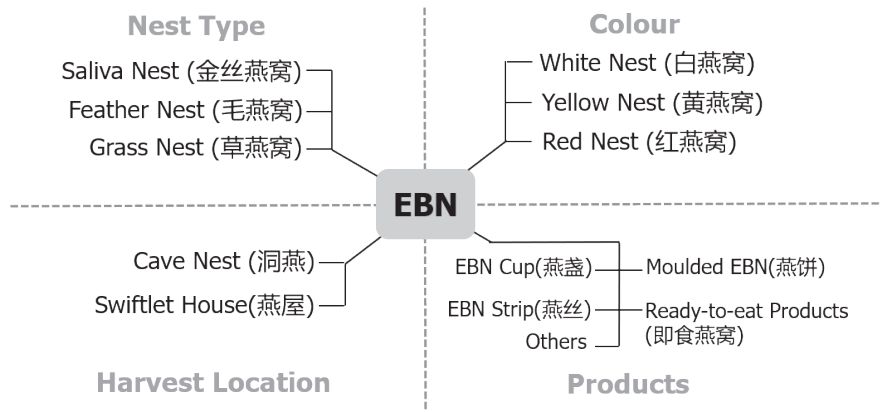 Nest Type
Saliva Nest (金丝燕窝)
Feather Nest (毛燕窝)
Grass Nest (草燕窝)
Colour
White Nest (白燕窝)
Yellow Nest (黄燕窝)
Red Nest (红燕窝)
EBN
Cave Nest (洞燕)
Swiftlet House(燕屋)
Harvest Location
EBN Cup(燕盏)
EBN Strip(燕丝)
Others
Moulded EBN(燕饼)
Ready-to-eat Products
(即食燕窝)
Products